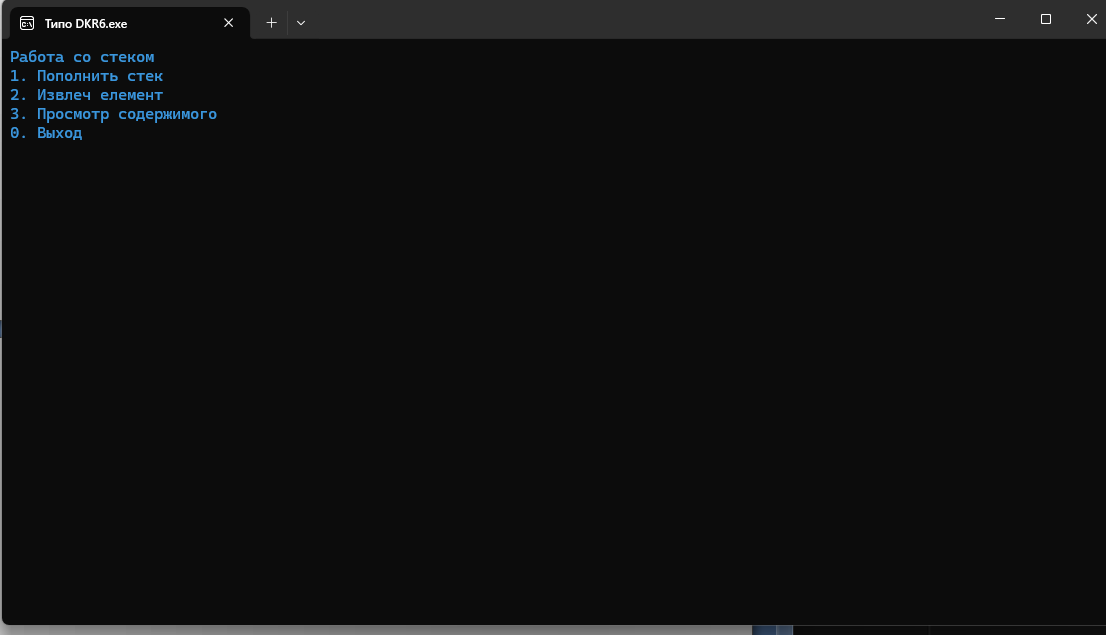 Типо DKR6.exe
Работа со стеком
1. Пополнить стек
2. Извлеч елемент
3. Просмотр содержимого
0. Выход